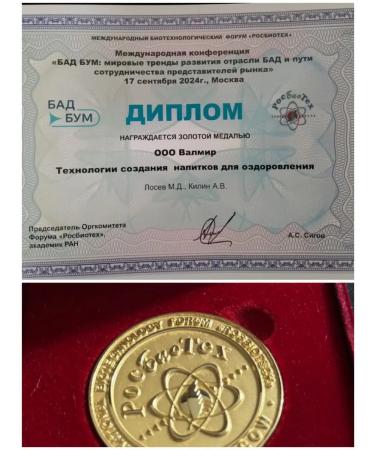 МЕЖДУНАРОДНЫЙ БИОТЕХНОЛОГИЧЕСКИЙ ФОРУМ «РОСБИОТЕХ»
Международная конференция
«БАД БУМ: мировые тренды развития отрасли БАД и пути
сотрудничества представителей рынка»
17 сентября 2024г., Москва
БАД
БУМ
РосБиоТех
ДИПЛОМ
НАГРАЖДАЕТСЯ ЗОЛОТОЙ МЕДАЛЬЮ
ООО Валмир
Технологии создания напитков для оздоровления
Лосев М.Д., Килин А.В.
Председатель Оргкомитета
Форума «Росбиотех»,
академик РАН
А.С. Сигов
BIOTECHNOLOGY FORUM
РосБиоТех